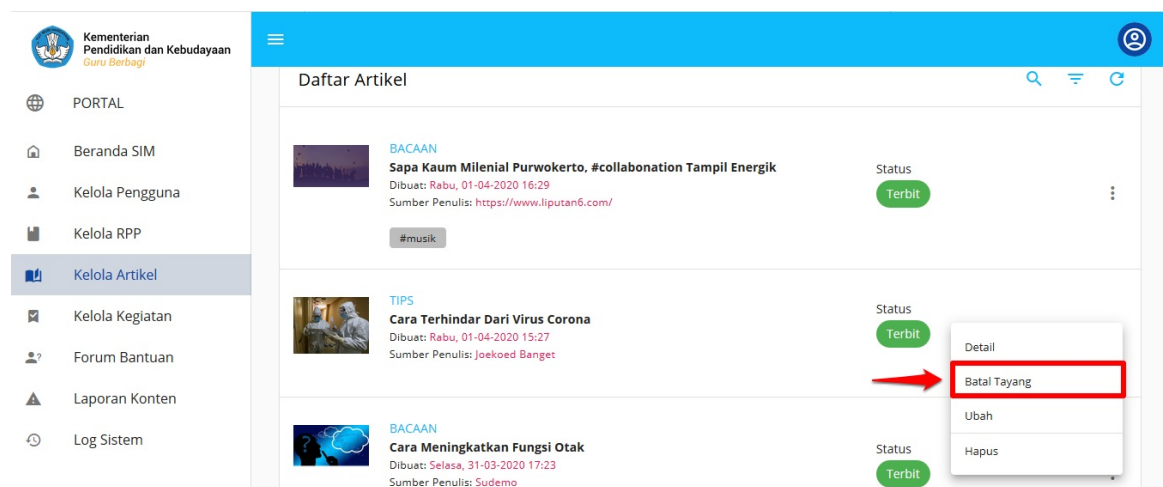 Kementerian
Pendidikan dan Kebudayaan
Guru Berbagi
PORTAL
Beranda SIM
Kelola Pengguna
Kelola RPP
Kelola Artikel
Kelola Kegiatan
Forum Bantuan
Laporan Konten
Log Sistem
Daftar Artikel
BACAAN
Sapa Kaum Milenial Purwokerto, #collabonation Tampil Energik
Dibuat: Rabu, 01-04-2020 16:29
Sumber Penulis: https://www.liputan6.com/
#musik
Status
Terbit
TIPS
Cara Terhindar Dari Virus Corona
Dibuat: Rabu, 01-04-2020 15:27
Sumber Penulis: Joekoed Banget
Status
Terbit
Detail
Batal Tayang
Ubah
Hapus
BACAAN
Cara Meningkatkan Fungsi Otak
Dibuat: Selasa, 31-03-2020 17:23
Sumber Penulis: Sudemo
Status
Terbit